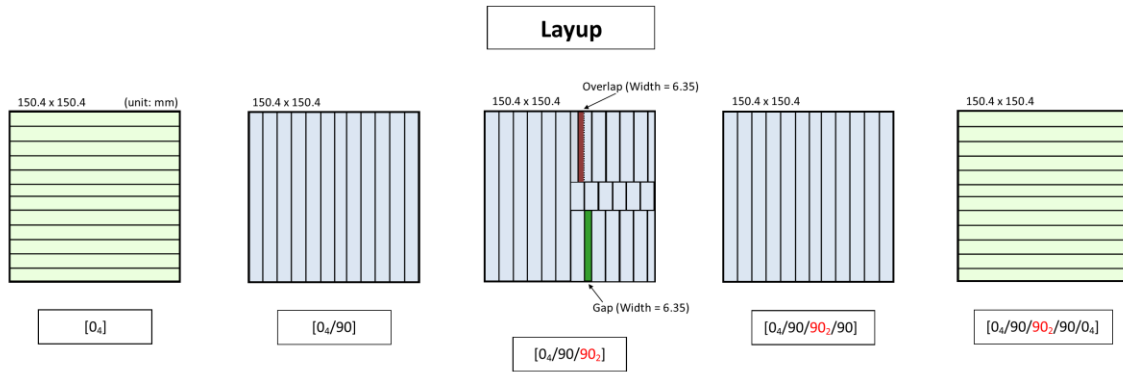 Layup
Overlap (Width = 6.35)
150.4 x 150.4 (unit: mm)
150.4 x 150.4
150.4 x 150.4
150.4 x 150.4
150.4 x 150.4
Gap (Width = 6.35)
[0₄]
[0₄/90]
[0₄/90/90₂]
[0₄/90/90₂/90]
[0₄/90/90₂/90/0₄]